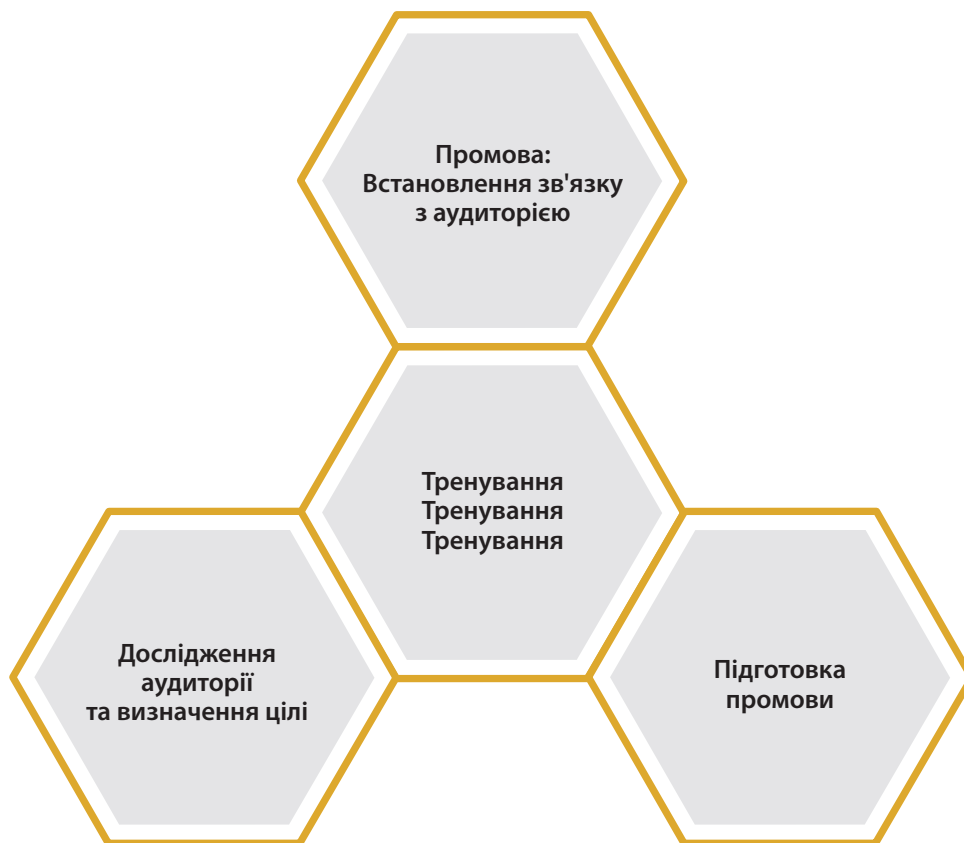 Промова:
Встановлення зв'язку
з аудиторією
Тренування
Тренування
Тренування
Дослідження
аудиторії
та визначення цілі
Підготовка
промови